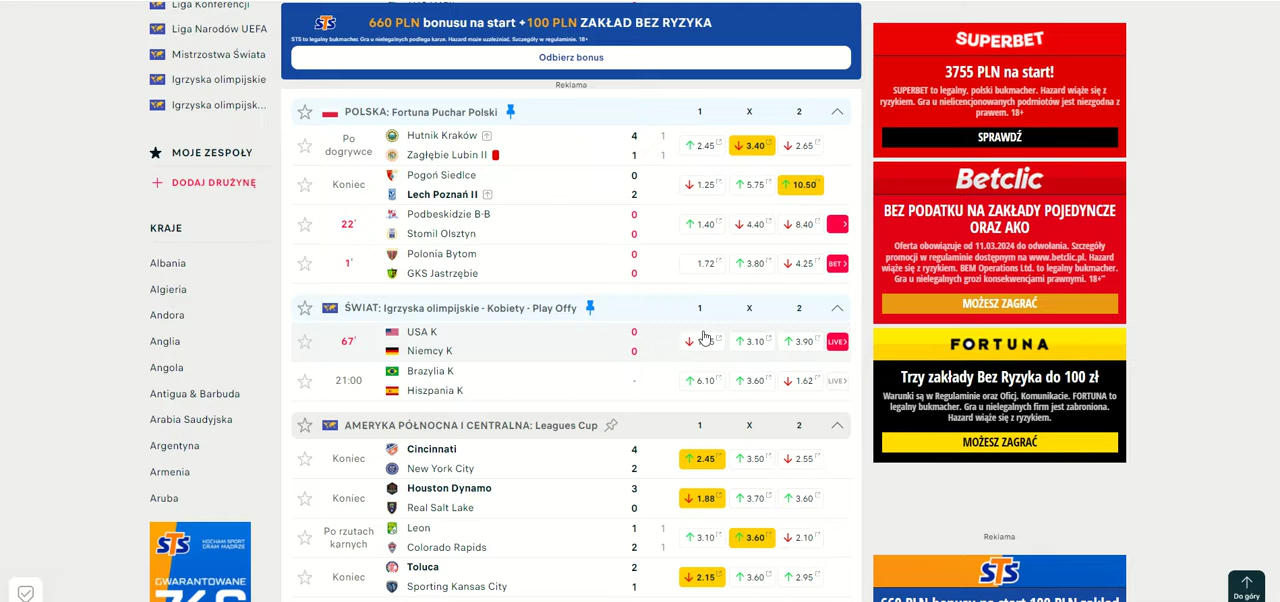 Liga Konferencji
Liga Narodów UEFA
Mistrzostwa Świata
Igrzyska olimpijskie
Igrzyska olimpijsk...
MOJE ZESPOŁY
DODAJ DRUŻYNĘ
KRAJE
Albania
Algieria
Andora
Anglia
Angola
Antigua & Barbuda
Arabia Saudyjska
Argentyna
Armenia
Aruba
STS HCHAM SPORT GRAM MĄDRZE
GWARANTOWANE
STS 660 PLN bonusu na start +100 PLN ZAKŁAD BEZ RYZYKA
STS to legalny bukmacher. Gra u nielegalnych podlega karze. Hazard może uzależniać. Szczegóły w regulaminie. 18+
Odbierz bonus
Reklama
POLSKA: Fortuna Puchar Polski 1 X 2
Po dogrywce
Hutnik Kraków 4 1
2.45 3.40 2.65
Zagłębie Lubin II 1 1
Pogoń Siedlce 0
Koniec 1.25 5.75 10.50
Lech Poznań II 2
Podbeskidzie B-B 0
22' 1.40 4.40 8.40
Stomil Olsztyn 0
Polonia Bytom 0
1' 1.72 3.80 4.25 BET
GKS Jastrzębie 0
ŚWIAT: Igrzyska olimpijskie - Kobiety - Play Offy 1 X 2
USA K 0
67' 3.10 3.90 LIVE
Niemcy K 0
Brazylia K
21:00 - 6.10 3.60 1.62 LIVE
Hiszpania K
AMERYKA PÓŁNOCNA I CENTRALNA: Leagues Cup 1 X 2
Cincinnati 4
Koniec 2.45 3.50 2.55
New York City 2
Houston Dynamo 3
Koniec 1.88 3.70 3.60
Real Salt Lake 0
Leon 1 1
Po rzutach karnych 3.10 3.60 2.10
Colorado Rapids 2 1
Toluca 2
Koniec 2.15 3.60 2.95
Sporting Kansas City 1
SUPERBET
3755 PLN na start!
SUPERBET to legalny, polski bukmacher. Hazard wiąże się z
ryzykiem. Gra u nielicencjonowanych podmiotów jest niezgodna z
prawem. 18+
SPRAWDŹ
Betclic
BEZ PODATKU NA ZAKŁADY POJEDYNCZE
ORAZ AKO
Oferta obowiązuje od 11.03.2024 do odwołania. Szczegóły
promocji w regulaminie dostępnym na www.betclic.pl. Hazard
wiąże się z ryzykiem. BEM Operations Ltd. to legalny bukmacher.
Gra u nielegalnych grozi konsekwencjami prawnymi. 18+
MOŻESZ ZAGRAĆ
FORTUNA
Trzy zakłady Bez Ryzyka do 100 zł
Warunki są w Regulaminie oraz Oficj. Komunikacie. FORTUNA to
legalny bukmacher. Gra u nielegalnych firm jest zabroniona.
Hazard wiąże się z ryzykiem.
MOŻESZ ZAGRAĆ
Reklama
STS
Do góry